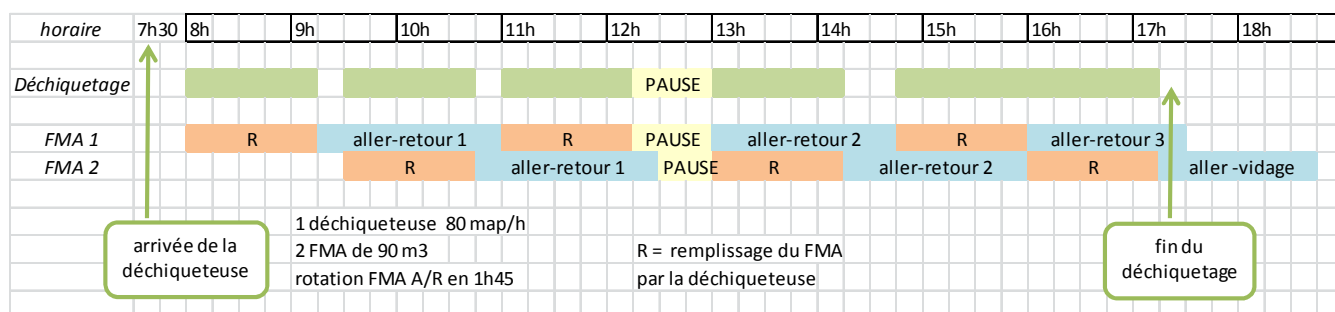 horaire 7h30 8h 9h 10h 11h 12h 13h 14h 15h 16h 17h 18h
Déchiquetage PAUSE
FMA 1 R aller-retour 1 R PAUSE aller-retour 2 R aller-retour 3
FMA 2 R aller-retour 1 PAUSE R aller-retour 2 R aller -vidage
arrivée de la
déchiqueteuse
1 déchiqueteuse 80 map/h
2 FMA de 90 m3
rotation FMA A/R en 1h45
R = remplissage du FMA
par la déchiqueteuse
fin du
déchiquetage